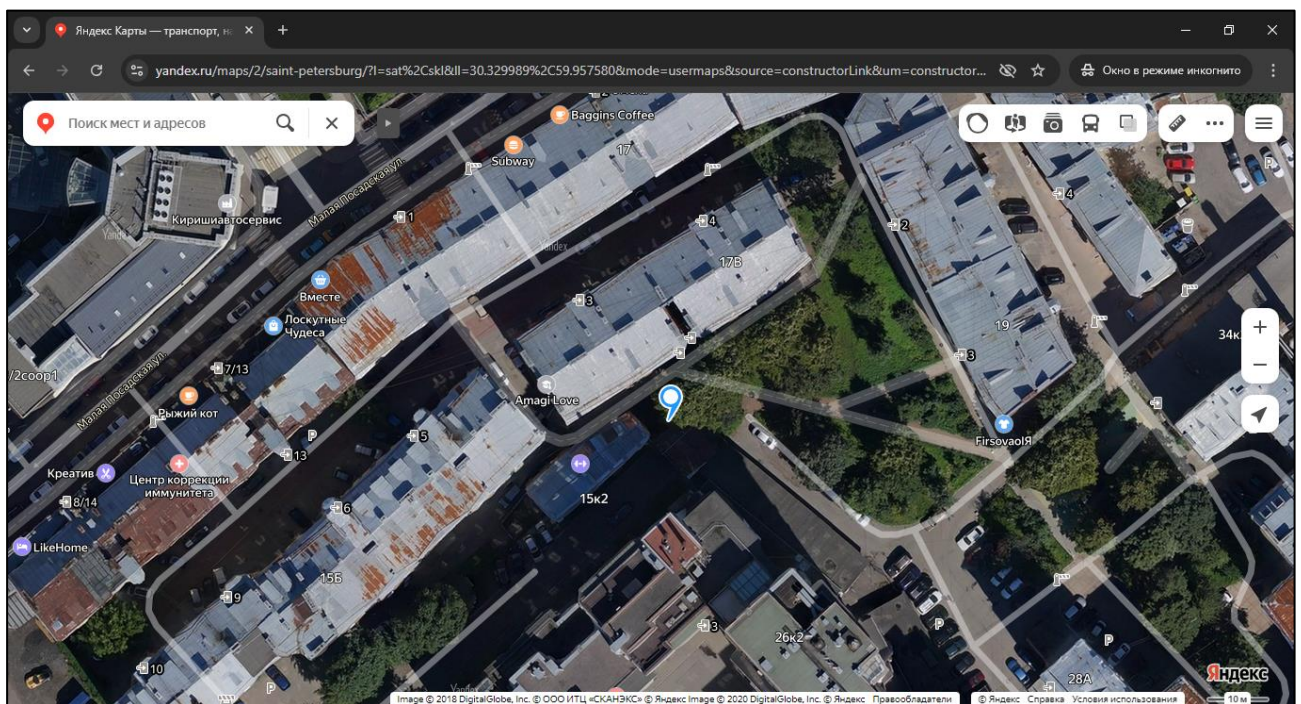 Яндекс Карты — транспорт, на
yandex.ru/maps/2/saint-petersburg/?l=sat%2Cskl&ll=30.329989%2C59.957580&mode=usermaps&source=constructorLink&um=constructor...
Окно в режиме инкогнито
Поиск мест и адресов
Baggins Coffee
17
Subway
Малая Посадская ул.
4
P
Киришиавтосервис
1
4
2
Yandex
Yandex
17В
Вместе
3
Лоскутные
Чудеса
19
34к
/2соор1
7/13
3
Малая Посадская ул.
Amagi Love
Рыжий кот
P
5
FirsovaolЯ
13
Креатив
Центр коррекции
иммунитета
8/14
15к2
6
LikeHome
15Б
9
3
26к2
P
P
10
P
28А
Яндекс
Yandex
Image © 2018 DigitalGlobe, Inc. © ООО ИТЦ «СКАНЭКС» © Яндекс Image © 2020 DigitalGlobe, Inc. © Яндекс Правообладатели
© Яндекс Справка Условия использования
10 м